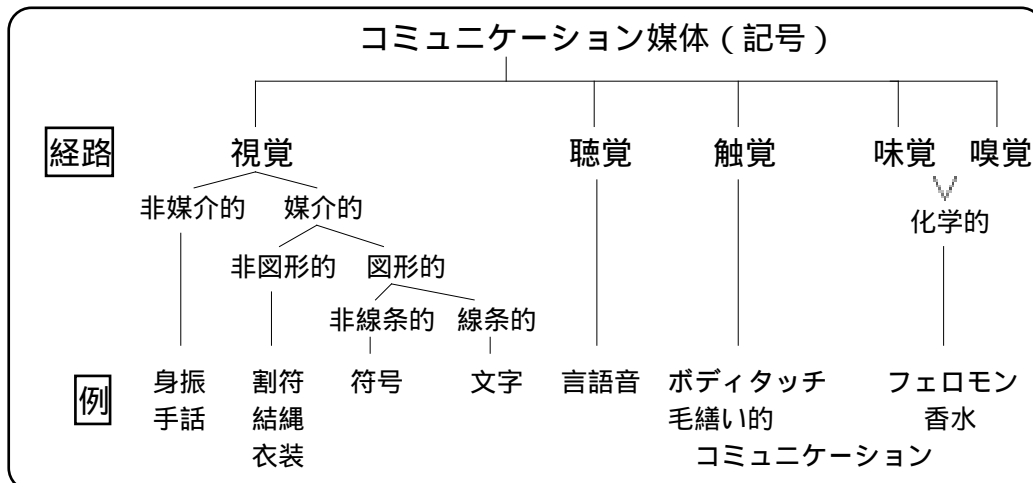 コミュニケーション媒体（記号）
経路 視覚 聴覚 触覚 味覚 嗅覚
非媒介的 媒介的 化学的
非図形的 図形的
非線条的 線条的
例 身振 割符 符号 文字 言語音 ボディタッチ フェロモン
手話 結縄 毛繕い的 香水
衣装 コミュニケーション